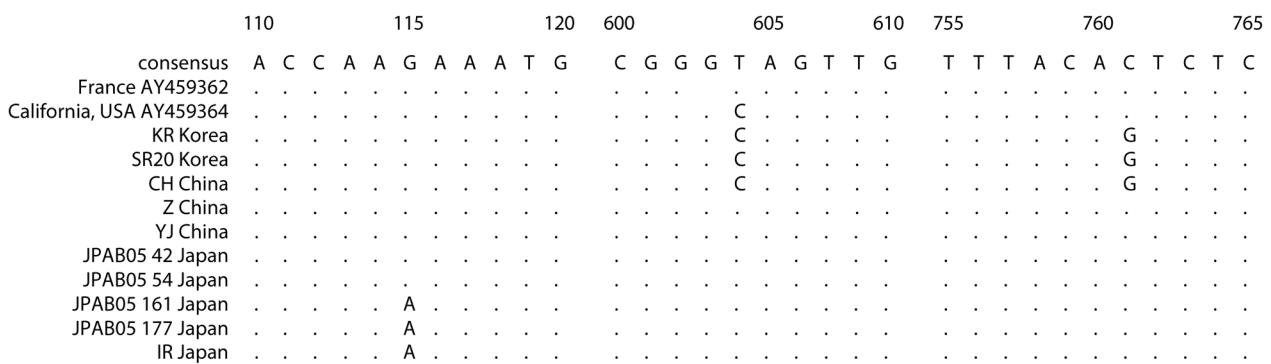 110 115 120 600 605 610 755 760 765
consensus A C C A A G A A A T G C G G G T A G T T G T T T A C A C T C T C
France AY459362 . . . . . . . . . . . . . . . . . . . . . . . . . . . . . . .
California, USA AY459364 . . . . . . . . . . . . . . . C . . . . . . . . . . . . . . . .
KR Korea . . . . . . . . . . . . . . . C . . . . . . . . . . . G . . . .
SR20 Korea . . . . . . . . . . . . . . . C . . . . . . . . . . . G . . . .
CH China . . . . . . . . . . . . . . . C . . . . . . . . . . . G . . . .
Z China . . . . . . . . . . . . . . . . . . . . . . . . . . . . . . . .
YJ China . . . . . . . . . . . . . . . . . . . . . . . . . . . . . . . .
JPAB05 42 Japan . . . . . . . . . . . . . . . . . . . . . . . . . . . . . . . .
JPAB05 54 Japan . . . . . . . . . . . . . . . . . . . . . . . . . . . . . . . .
JPAB05 161 Japan . . . . . A . . . . . . . . . . . . . . . . . . . . . . . . . .
JPAB05 177 Japan . . . . . A . . . . . . . . . . . . . . . . . . . . . . . . . .
IR Japan . . . . . A . . . . . . . . . . . . . . . . . . . . . . . . . .